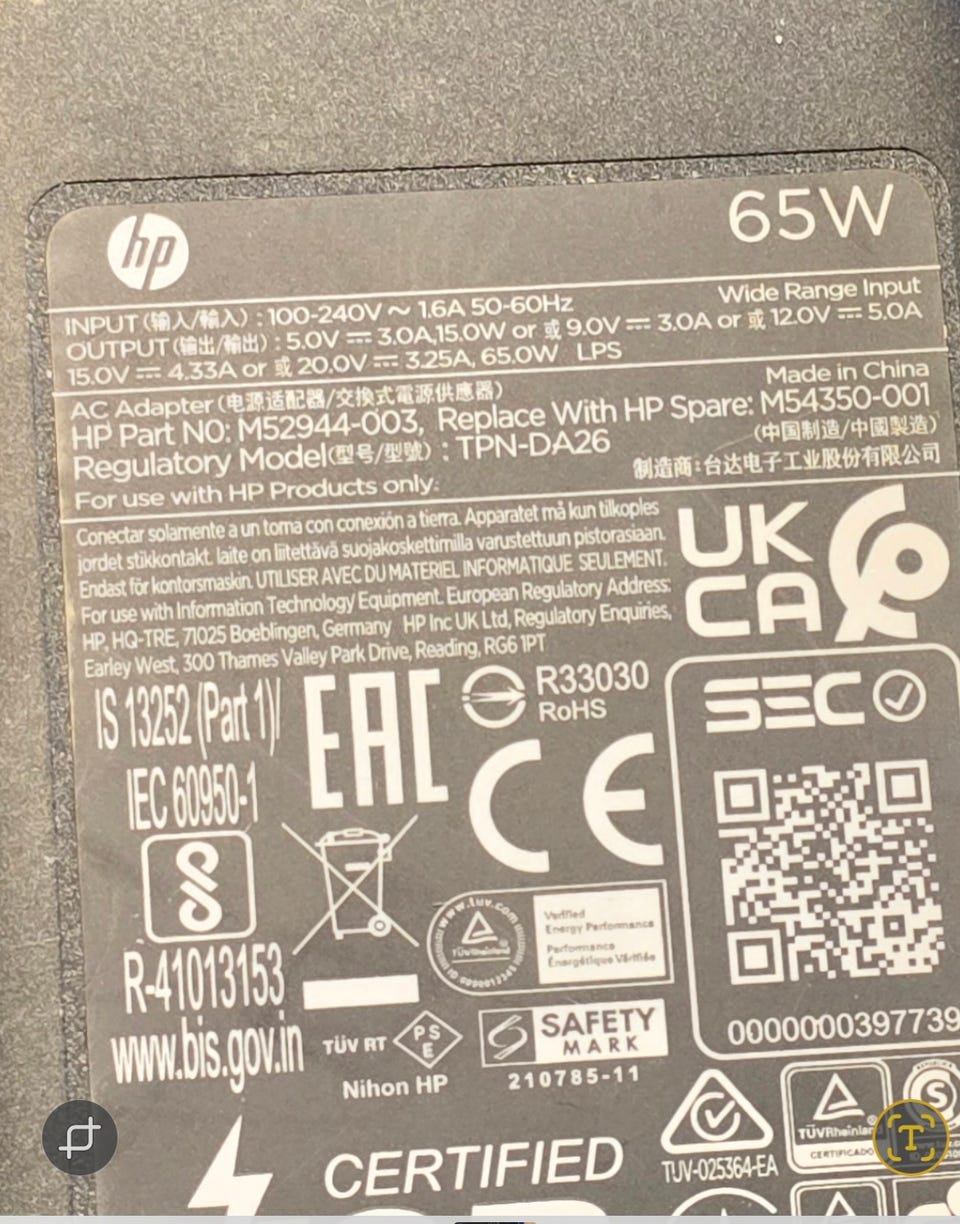 hp
65W
INPUT(输入/輸入) : 100-240V ~ 1.6A 50-60Hz
Wide Range Input
OUTPUT(输出/輸出) : 5.0V ⎓ 3.0A,15.0W or 或 9.0V ⎓ 3.0A or 或 12.0V ⎓ 5.0A
15.0V ⎓ 4.33A or 或 20.0V ⎓ 3.25A, 65.0W LPS
AC Adapter(电源适配器/交換式電源供應器)
Made in China
HP Part NO: M52944-003, Replace With HP Spare: M54350-001
Regulatory Model(型号/型號) : TPN-DA26
(中国制造/中國製造)
For use with HP Products only.
制造商:台达电子工业股份有限公司
Conectar solamente a un toma con conexión a tierra. Apparatet må kun tilkoples
jordet stikkontakt. laite on liitettävä suojakoskettimilla varustettuun pistorasiaan.
Endast för kontorsmaskin. UTILISER AVEC DU MATERIEL INFORMATIQUE SEULEMENT.
For use with Information Technology Equipment. European Regulatory Address:
HP, HQ-TRE, 71025 Boeblingen, Germany HP Inc UK Ltd, Regulatory Enquiries,
Earley West, 300 Thames Valley Park Drive, Reading, RG6 1PT
UK
CA
IS 13252 (Part 1)/
IEC 60950-1
EAC
R33030
RoHS
CE
SEC
R-41013153
www.bis.gov.in
www.tuv.com
TÜVRheinland
Verified
Energy Performance
Performance
Énergétique Vérifiée
0000000397739
TÜV RT
PS
E
Nihon HP
SAFETY
MARK
210785-11
TUV-025364-EA
TÜVRheinland
CERTIFICADO
S
CERTIFIED